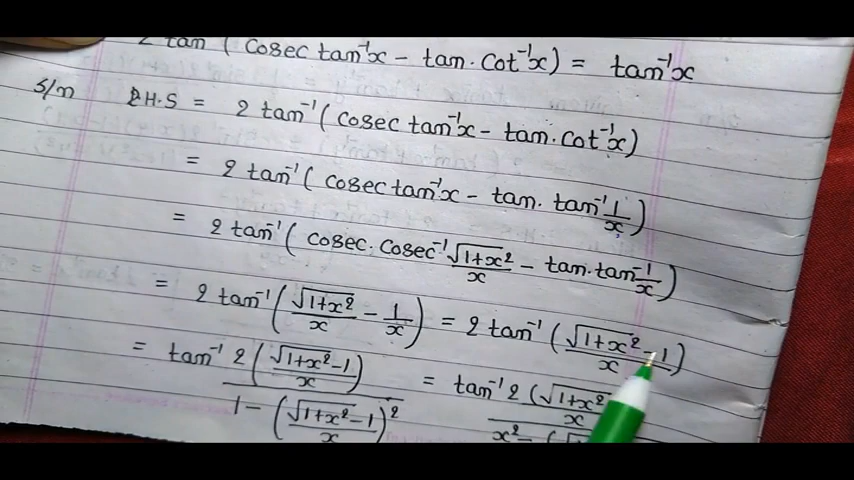 2 tan⁻¹ (cosec tan⁻¹x − tan. cot⁻¹x) = tan⁻¹x
S/n RH.S = 2 tan⁻¹(cosec tan⁻¹x − tan. cot⁻¹x)
= 2 tan⁻¹(cosec tan⁻¹x − tan. tan⁻¹ 1/x)
= 2 tan⁻¹(cosec. cosec⁻¹ √1+x²/x − tan. tan⁻¹ 1/x)
= 2 tan⁻¹(√1+x²/x − 1/x) = 2 tan⁻¹(√1+x² − 1/x)
= tan⁻¹ 2(√1+x² − 1/x)/1 − (√1+x² − 1/x)² = tan⁻¹ 2(√1+x²/x
x² − (